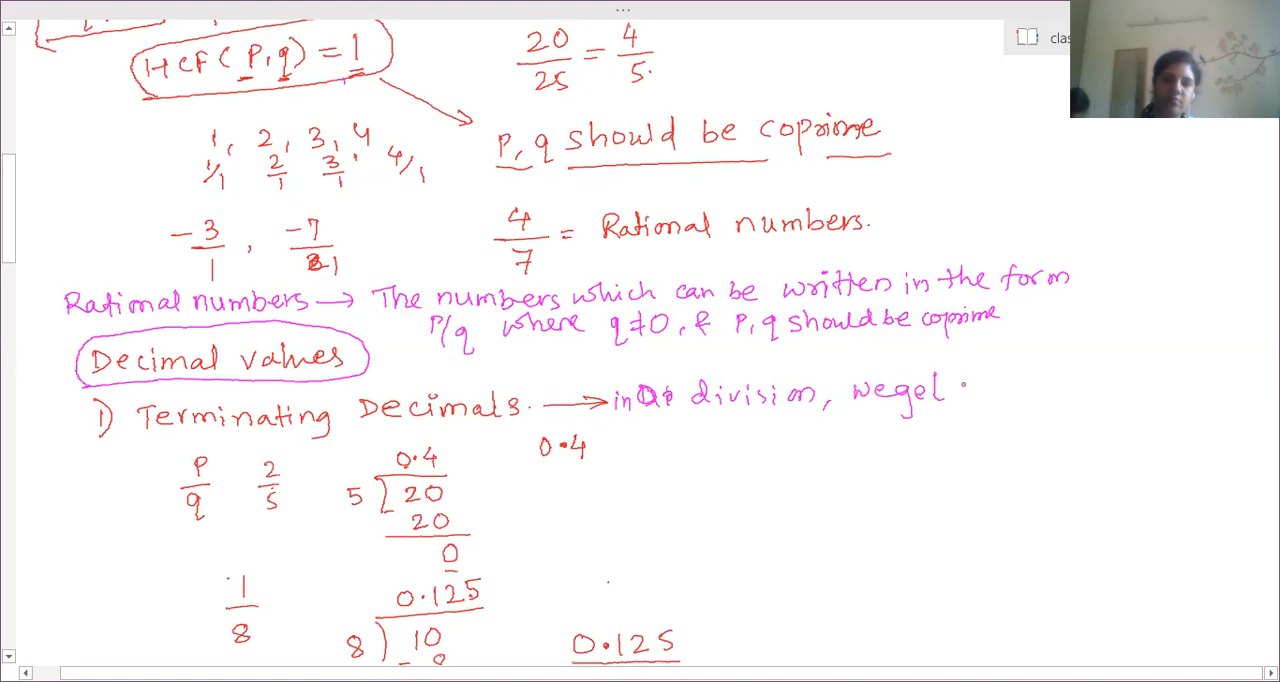 HCF(P,q) = 1
20/25 = 4/5.
1, 2, 3, 4
1/1 2/1 3/1, 4/1
P,q should be coprime
-3/1 , -7/1
4/7 = Rational numbers.
Rational numbers → The numbers which can be written in the form
P/q where q≠0, & P,q should be coprime
Decimal values
1) Terminating Decimals. → in division, weget
0.4
P/q 2/5
0.4
5 20
20
0
1/8
0.125
8 10
0.125